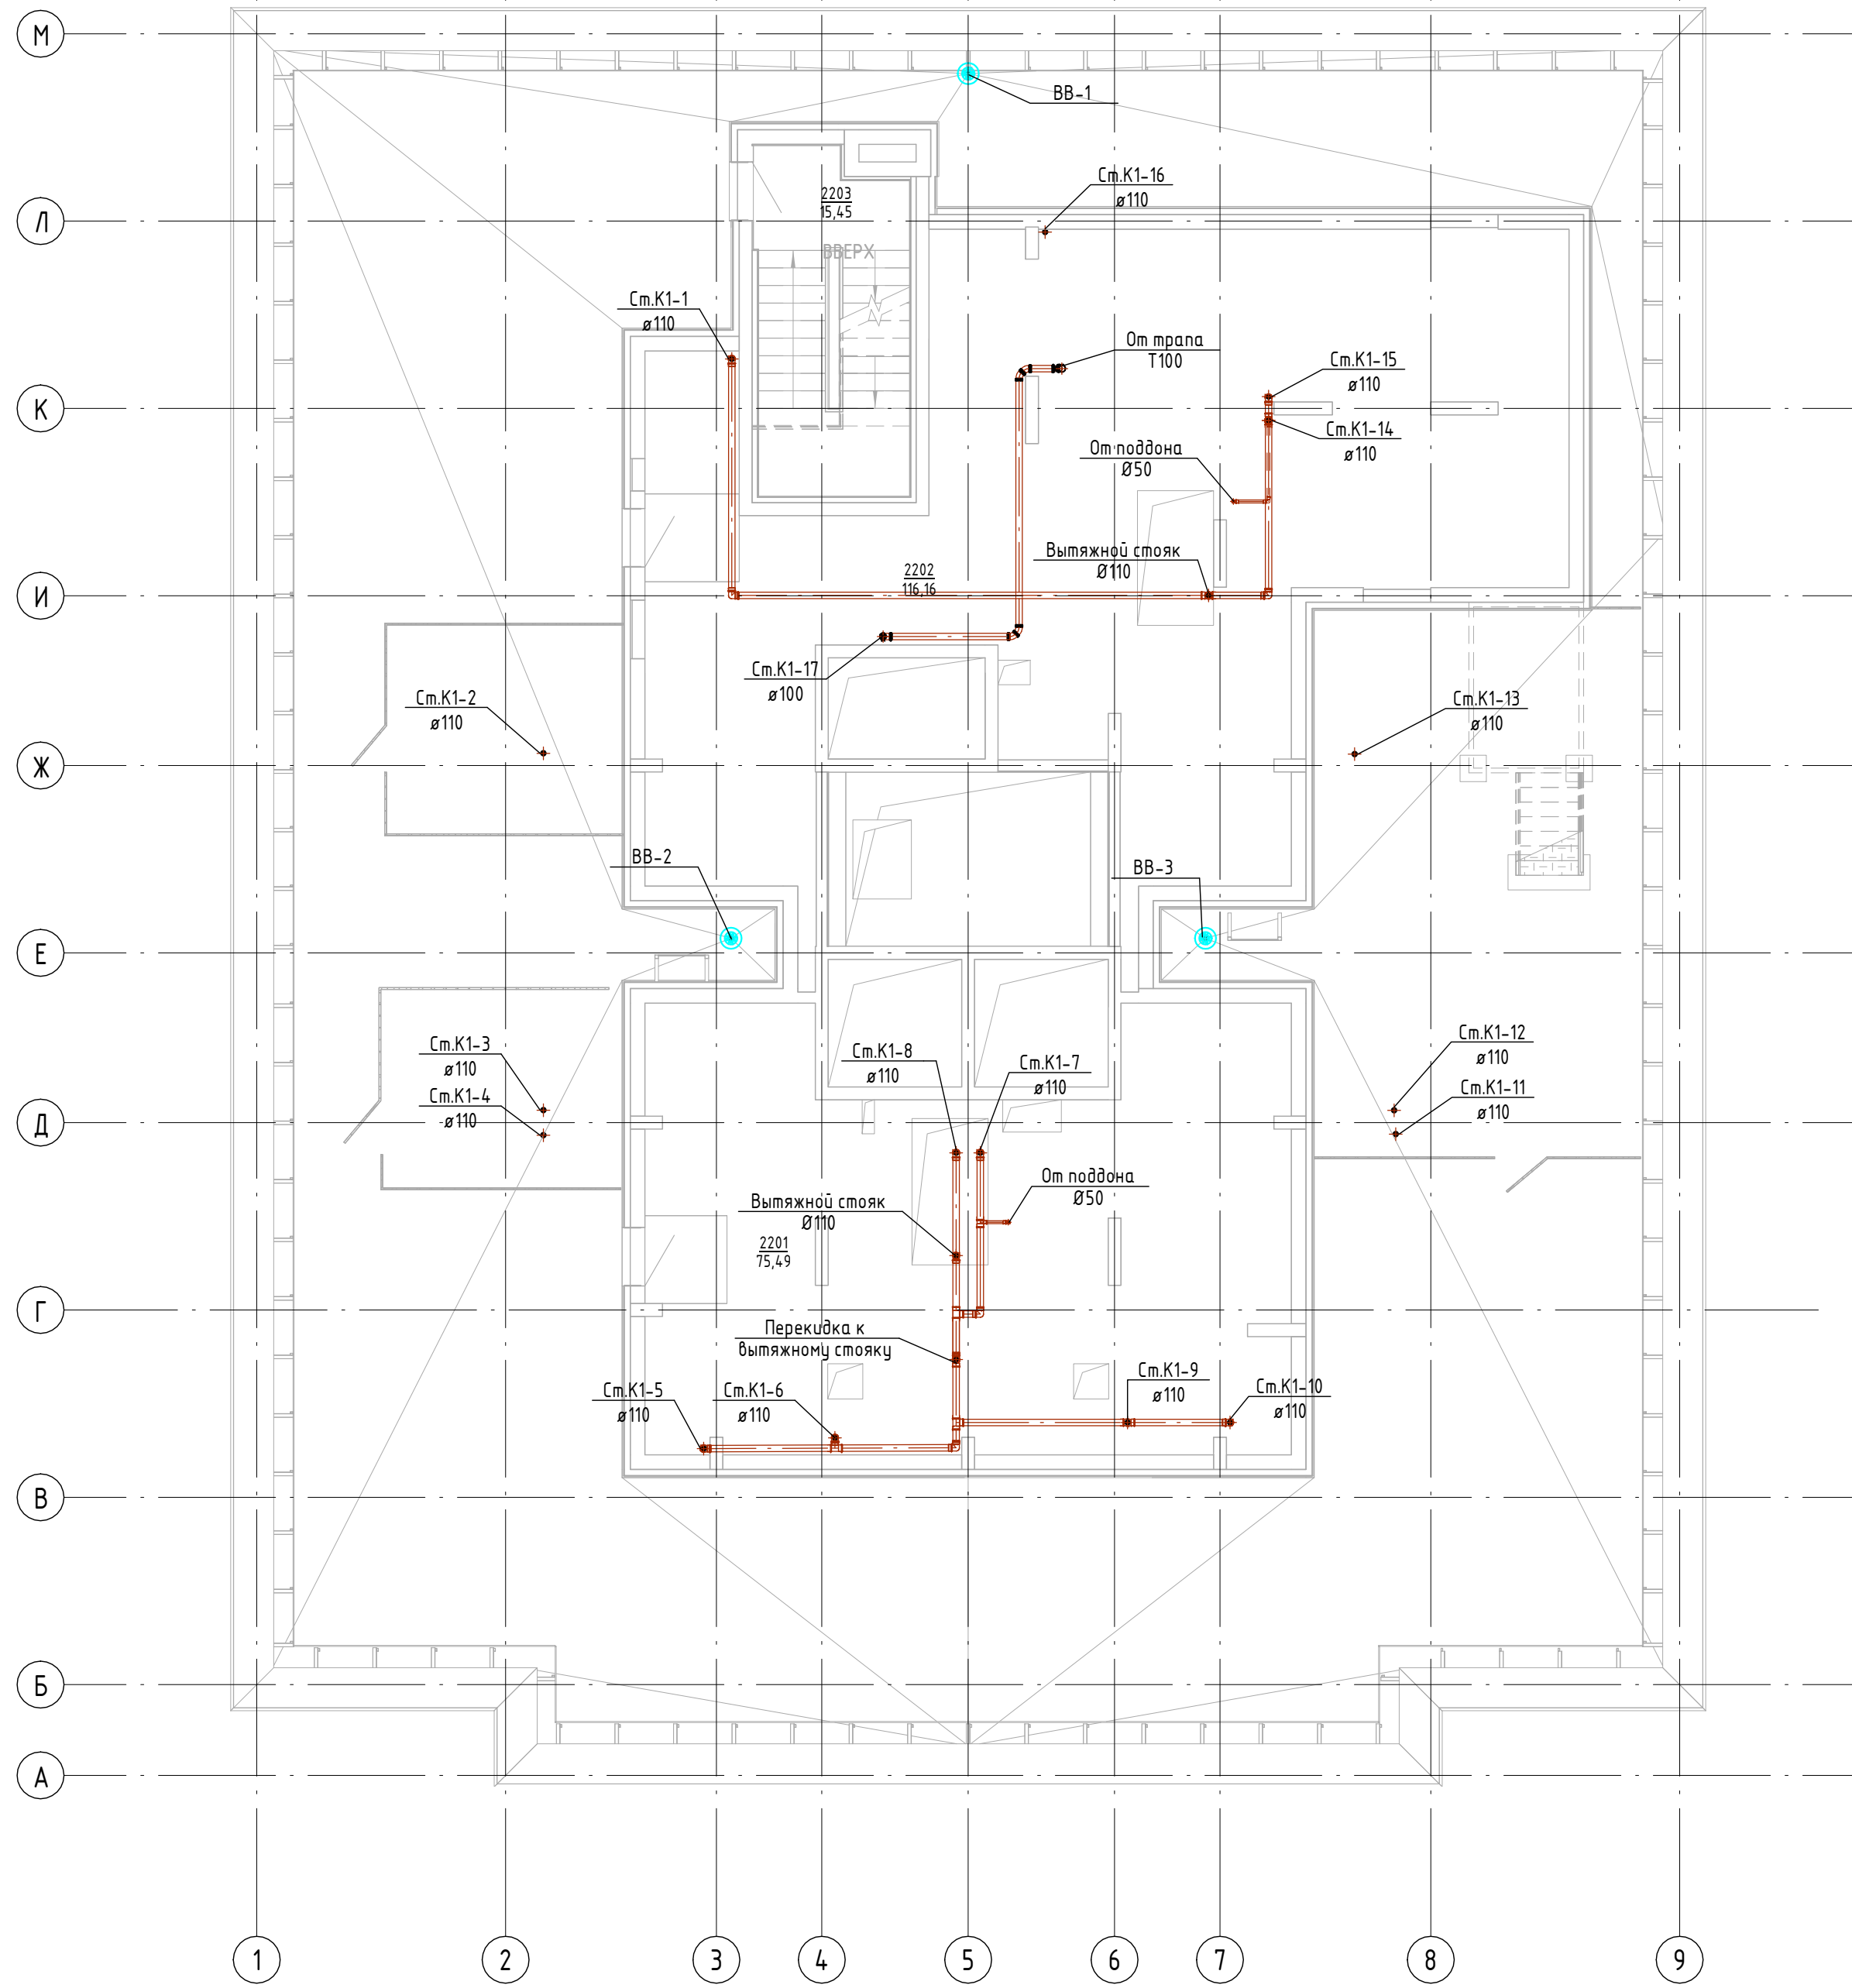 М
ВВ-1
Ст.К1-16
ø110
2203
15,45
Л
ВВЕРХ
Ст.К1-1
ø110
От трапа
Т100
Ст.К1-15
ø110
К
Ст.К1-14
ø110
От поддона
Ø50
Вытяжной стояк
Ø110
2202
116,16
И
Ст.К1-17
ø100
Ст.К1-2
ø110
Ст.К1-13
ø110
Ж
ВВ-2
ВВ-3
Е
Ст.К1-3
ø110
Ст.К1-8
ø110
Ст.К1-7
ø110
Ст.К1-12
ø110
Ст.К1-4
ø110
Ст.К1-11
ø110
Д
От поддона
Ø50
Вытяжной стояк
Ø110
2201
75,49
Г
Перекидка к
вытяжному стояку
Ст.К1-5
ø110
Ст.К1-6
ø110
Ст.К1-9
ø110
Ст.К1-10
ø110
В
Б
А
1
2
3
4
5
6
7
8
9